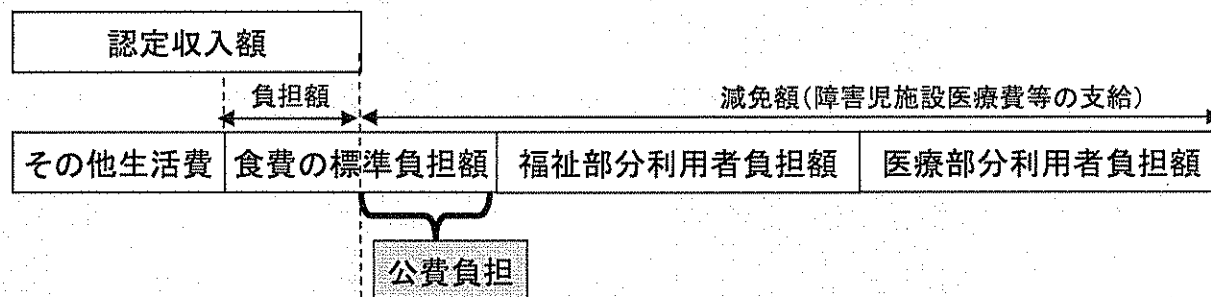 認定収入額
負担額
減免額(障害児施設医療費等の支給)
その他生活費
食費の標準負担額
福祉部分利用者負担額
医療部分利用者負担額
公費負担